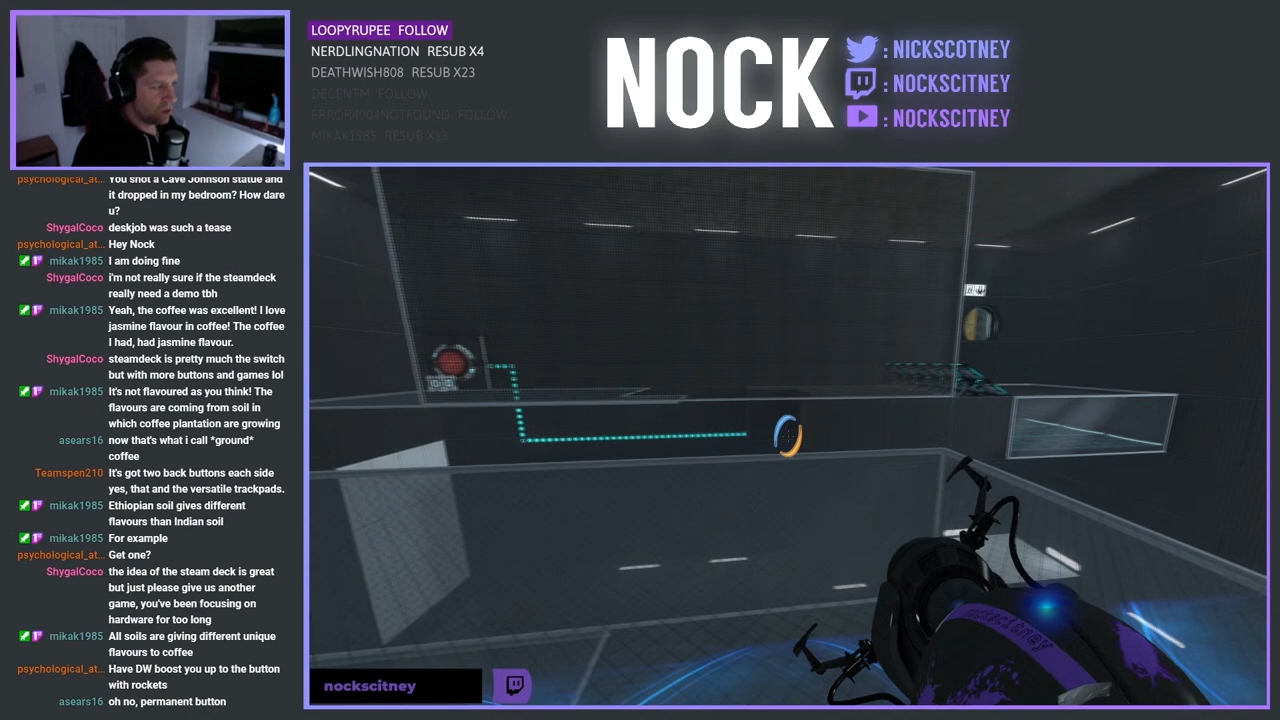 LOOPYRUPEE FOLLOW
NERDLINGNATION RESUB X4
DEATHWISH808 RESUB X23
DECENTM FOLLOW
ERROR4004NOTFOUND FOLLOW
MIKAK1985 RESUB X13
NOCK
: NICKSCOTNEY
: NOCKSCITNEY
: NOCKSCITNEY
psychological_at... You shot a Cave Johnson statue and
it dropped in my bedroom? How dare
u?
ShygalCoco deskjob was such a tease
psychological_at... Hey Nock
mikak1985 I am doing fine
ShygalCoco i'm not really sure if the steamdeck
really need a demo tbh
mikak1985 Yeah, the coffee was excellent! I love
jasmine flavour in coffee! The coffee
I had, had jasmine flavour.
ShygalCoco steamdeck is pretty much the switch
but with more buttons and games lol
mikak1985 It's not flavoured as you think! The
flavours are coming from soil in
which coffee plantation are growing
asears16 now that's what i call *ground*
coffee
Teamspen210 It's got two back buttons each side
yes, that and the versatile trackpads.
mikak1985 Ethiopian soil gives different
flavours than Indian soil
mikak1985 For example
psychological_at... Get one?
ShygalCoco the idea of the steam deck is great
but just please give us another
game, you've been focusing on
hardware for too long
mikak1985 All soils are giving different unique
flavours to coffee
psychological_at... Have DW boost you up to the button
with rockets
asears16 oh no, permanent button
nockscitney